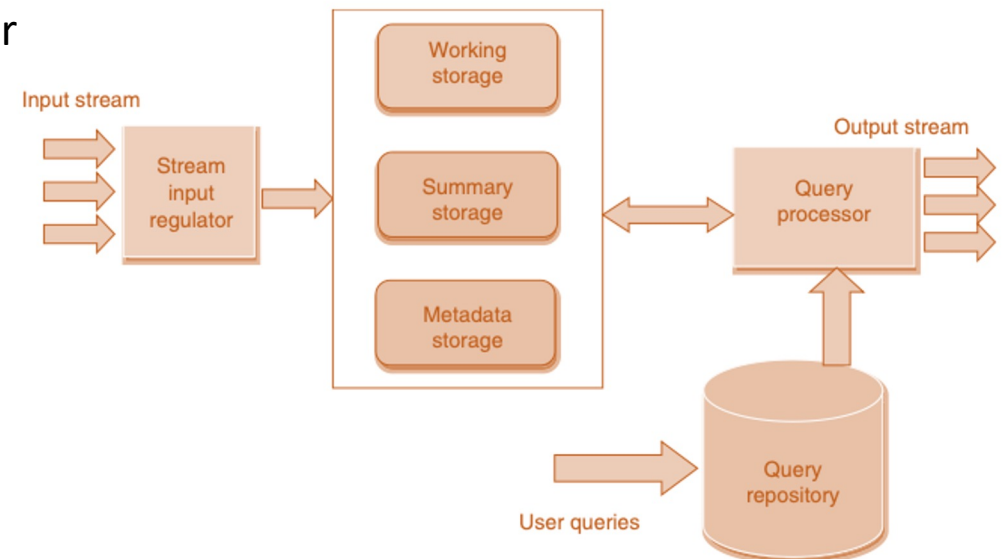 r
Input stream
Stream
input
regulator
Working
storage
Summary
storage
Metadata
storage
Output stream
Query
processor
Query
repository
User queries